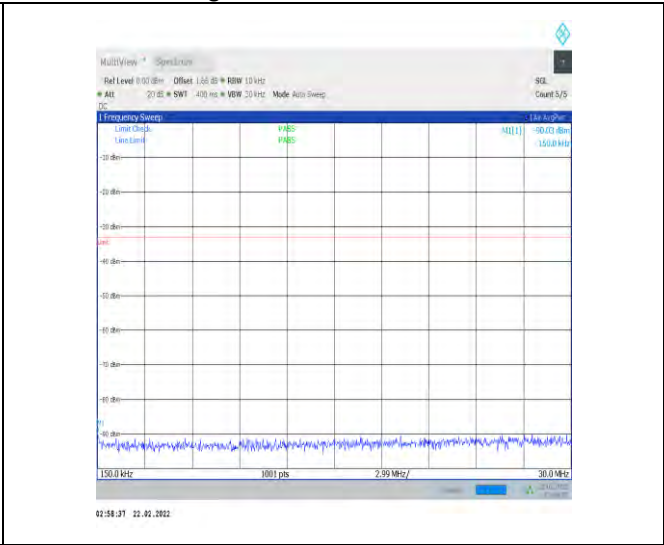 MultiView Spectrum
Ref Level 0.00 dBm Offset 1.66 dB RBW 10 kHz SGL
Att 20 dB SWT 400 ms VBW 30 kHz Mode Auto Sweep Count 5/5
DC
1 Frequency Sweep 1Av AvgPwr
Limit Check PASS M1[1] -90.03 dBm
Line Limit PASS 150.0 kHz
-10 dBm
-20 dBm
-30 dBm
-40 dBm
-50 dBm
-60 dBm
-70 dBm
-80 dBm
M1
-90 dBm
150.0 kHz 1001 pts 2.99 MHz/ 30.0 MHz
02:58:37 22.02.2022